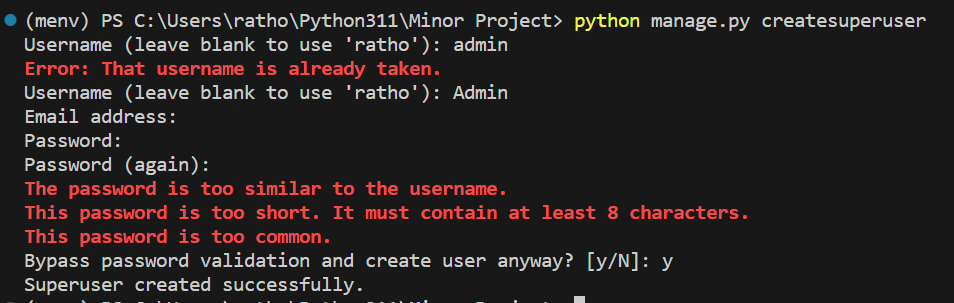 (menv) PS C:\Users\ratho\Python311\Minor Project> python manage.py createsuperuser
Username (leave blank to use 'ratho'): admin
Error: That username is already taken.
Username (leave blank to use 'ratho'): Admin
Email address:
Password:
Password (again):
The password is too similar to the username.
This password is too short. It must contain at least 8 characters.
This password is too common.
Bypass password validation and create user anyway? [y/N]: y
Superuser created successfully.